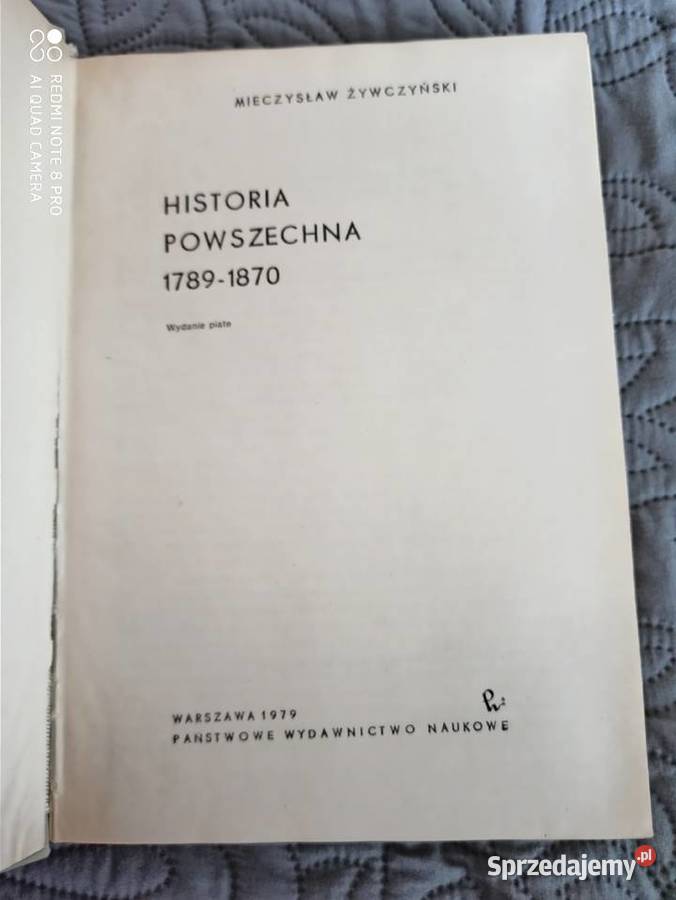 MIECZYSŁAW ŻYWCZYŃSKI
HISTORIA
POWSZECHNA
1789-1870
Wydanie piąte
WARSZAWA 1979
PAŃSTWOWE WYDAWNICTWO NAUKOWE
REDMI NOTE 8 PRO
AI QUAD CAMERA
Sprzedajemy.pl